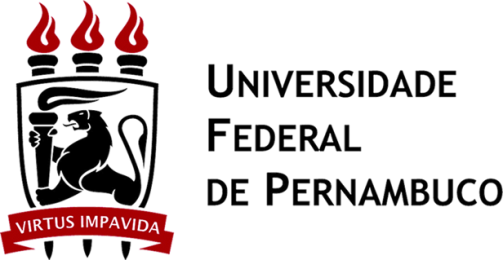 UNIVERSIDADE
FEDERAL
DE PERNAMBUCO
VIRTUS IMPAVIDA